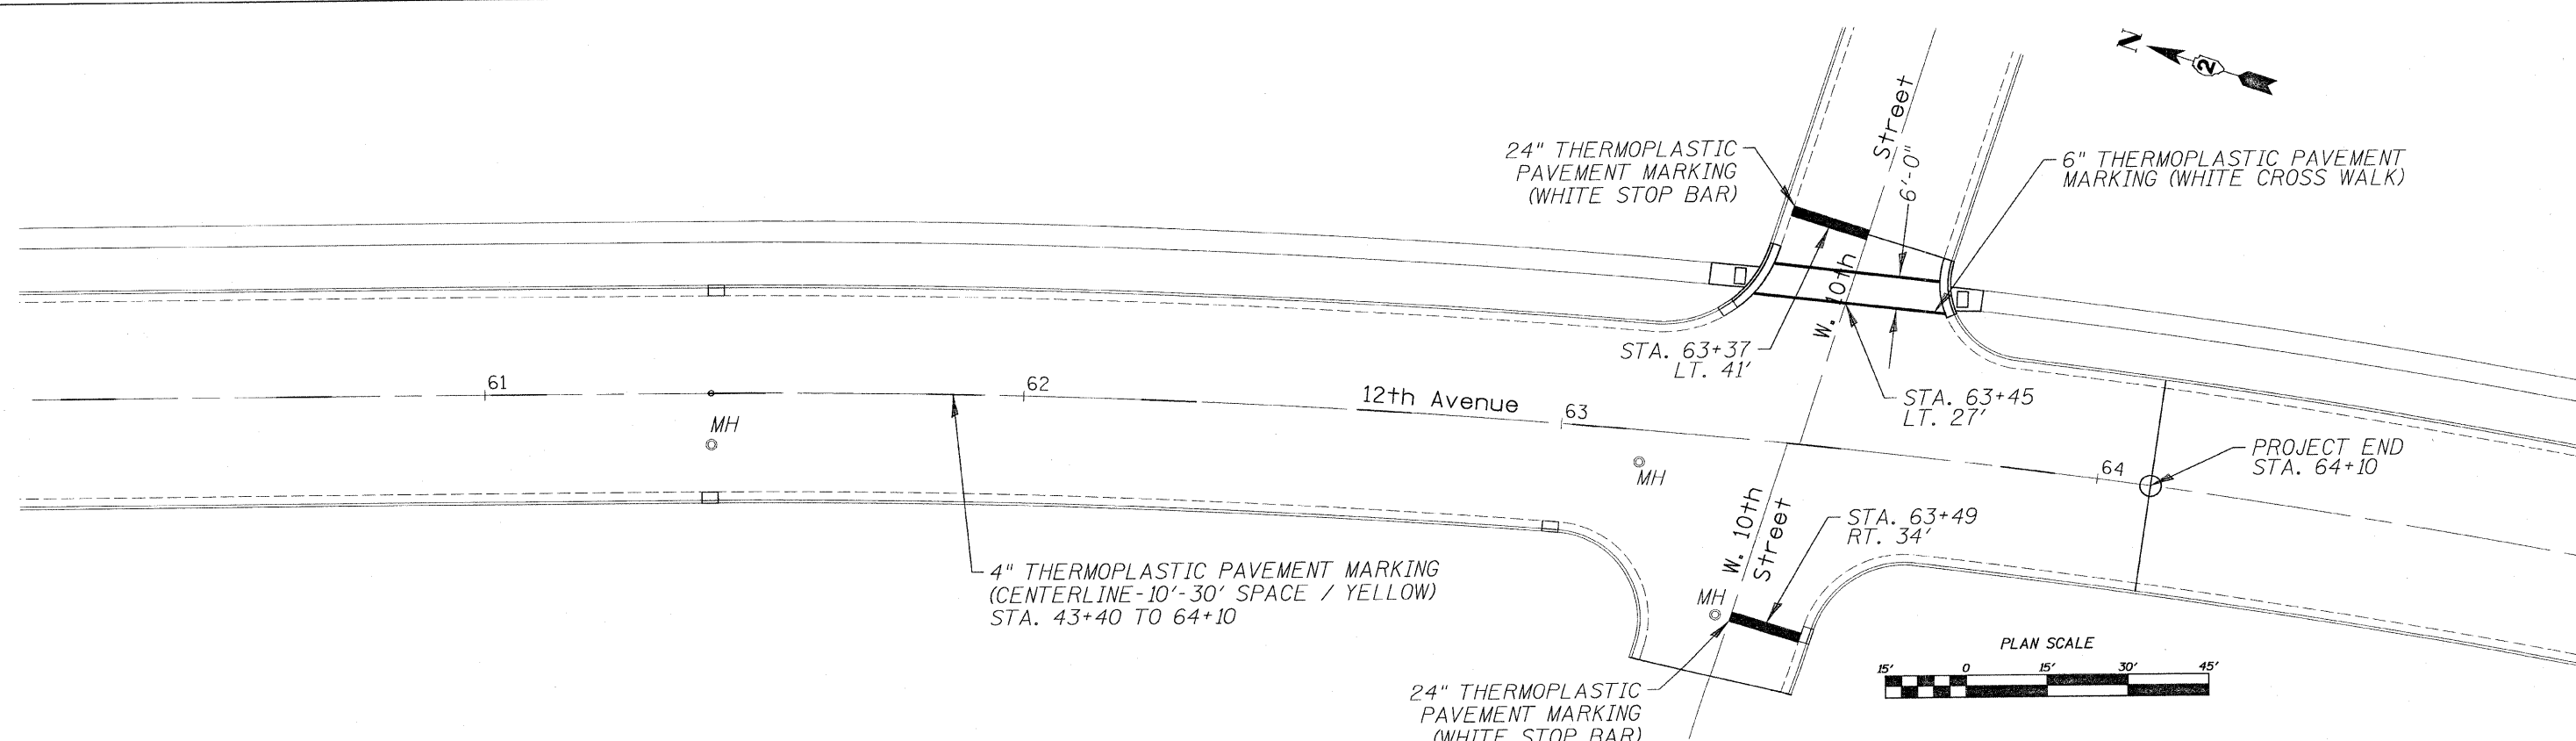 N
2
24" THERMOPLASTIC
PAVEMENT MARKING
(WHITE STOP BAR)
W. 10th Street
6'-0"
6" THERMOPLASTIC PAVEMENT
MARKING (WHITE CROSS WALK)
STA. 63+37
LT. 41'
STA. 63+45
LT. 27'
61
62
12th Avenue
63
64
MH
MH
PROJECT END
STA. 64+10
W. 10th
Street
STA. 63+49
RT. 34'
4" THERMOPLASTIC PAVEMENT MARKING
(CENTERLINE-10'-30' SPACE / YELLOW)
STA. 43+40 TO 64+10
MH
PLAN SCALE
15' 0 15' 30' 45'
24" THERMOPLASTIC
PAVEMENT MARKING
(WHITE STOP BAR)